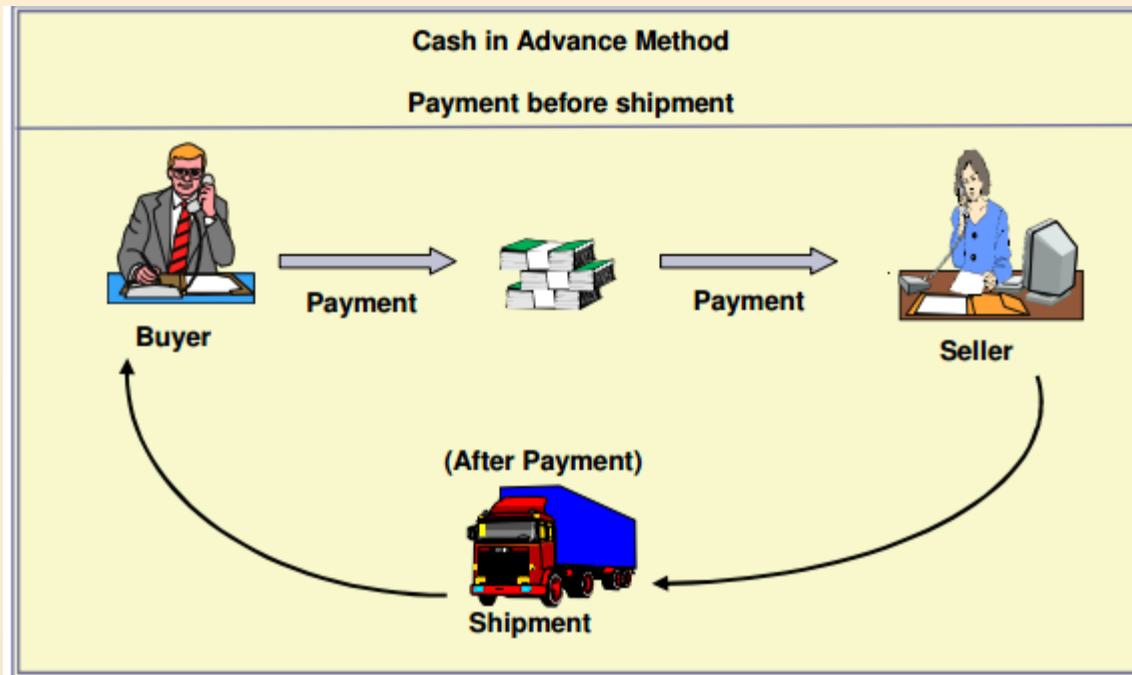 Cash in Advance Method
Payment before shipment
Payment
Payment
Buyer
Seller
(After Payment)
Shipment